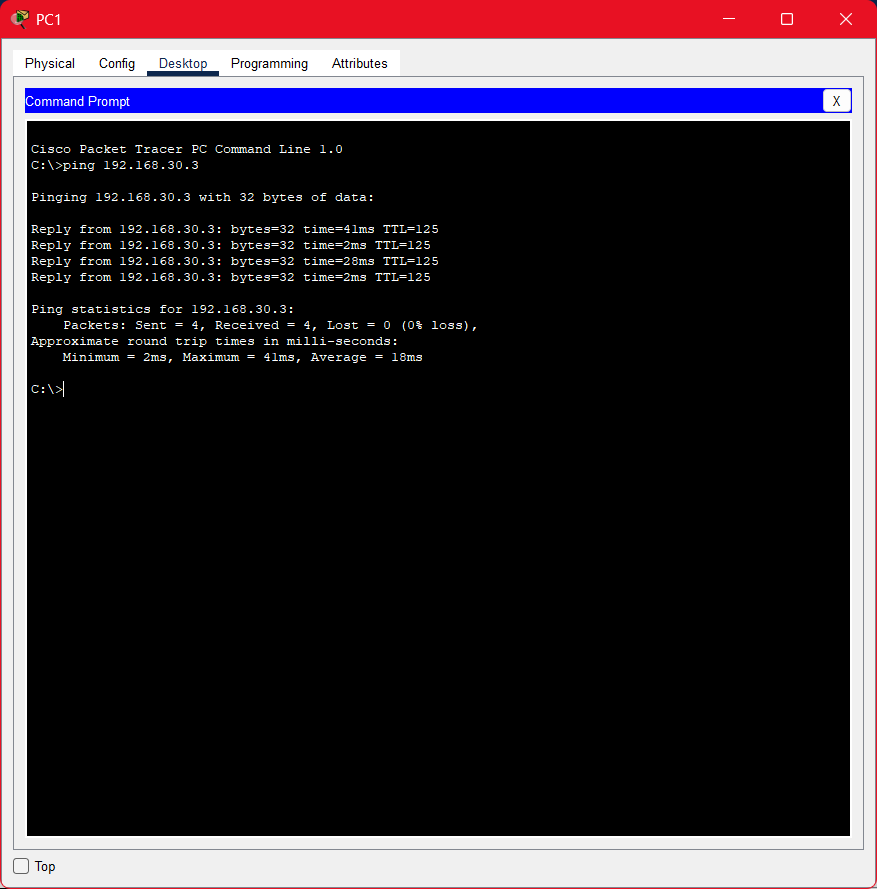 PC1
Physical Config Desktop Programming Attributes
Command Prompt X
Cisco Packet Tracer PC Command Line 1.0
C:\>ping 192.168.30.3
Pinging 192.168.30.3 with 32 bytes of data:
Reply from 192.168.30.3: bytes=32 time=41ms TTL=125
Reply from 192.168.30.3: bytes=32 time=2ms TTL=125
Reply from 192.168.30.3: bytes=32 time=28ms TTL=125
Reply from 192.168.30.3: bytes=32 time=2ms TTL=125
Ping statistics for 192.168.30.3:
    Packets: Sent = 4, Received = 4, Lost = 0 (0% loss),
Approximate round trip times in milli-seconds:
    Minimum = 2ms, Maximum = 41ms, Average = 18ms
C:\>
Top